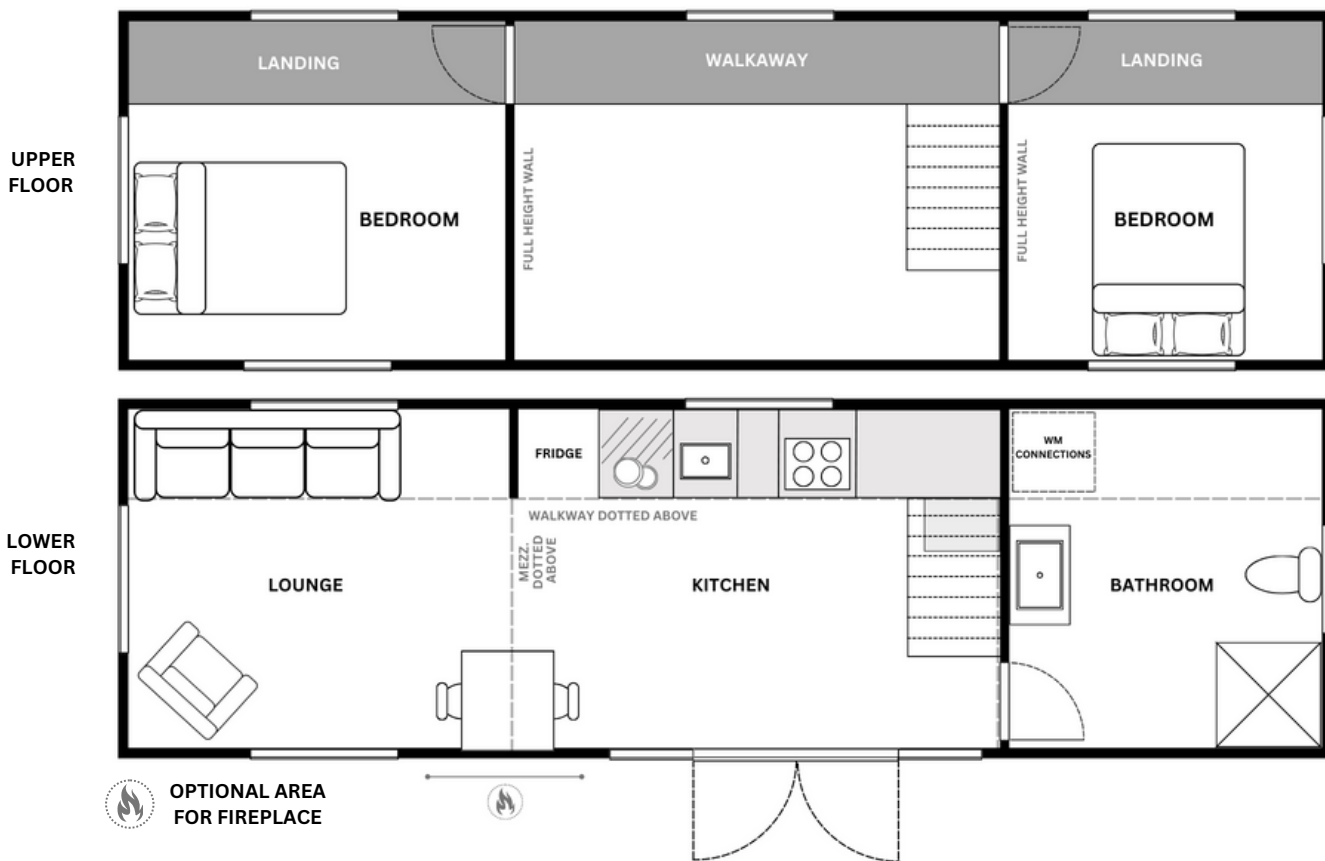 LANDING
WALKAWAY
LANDING
UPPER
FLOOR
FULL HEIGHT WALL
FULL HEIGHT WALL
BEDROOM
BEDROOM
FRIDGE
WM
CONNECTIONS
WALKWAY DOTTED ABOVE
LOWER
FLOOR
MEZZ.
DOTTED
ABOVE
LOUNGE
KITCHEN
BATHROOM
OPTIONAL AREA
FOR FIREPLACE